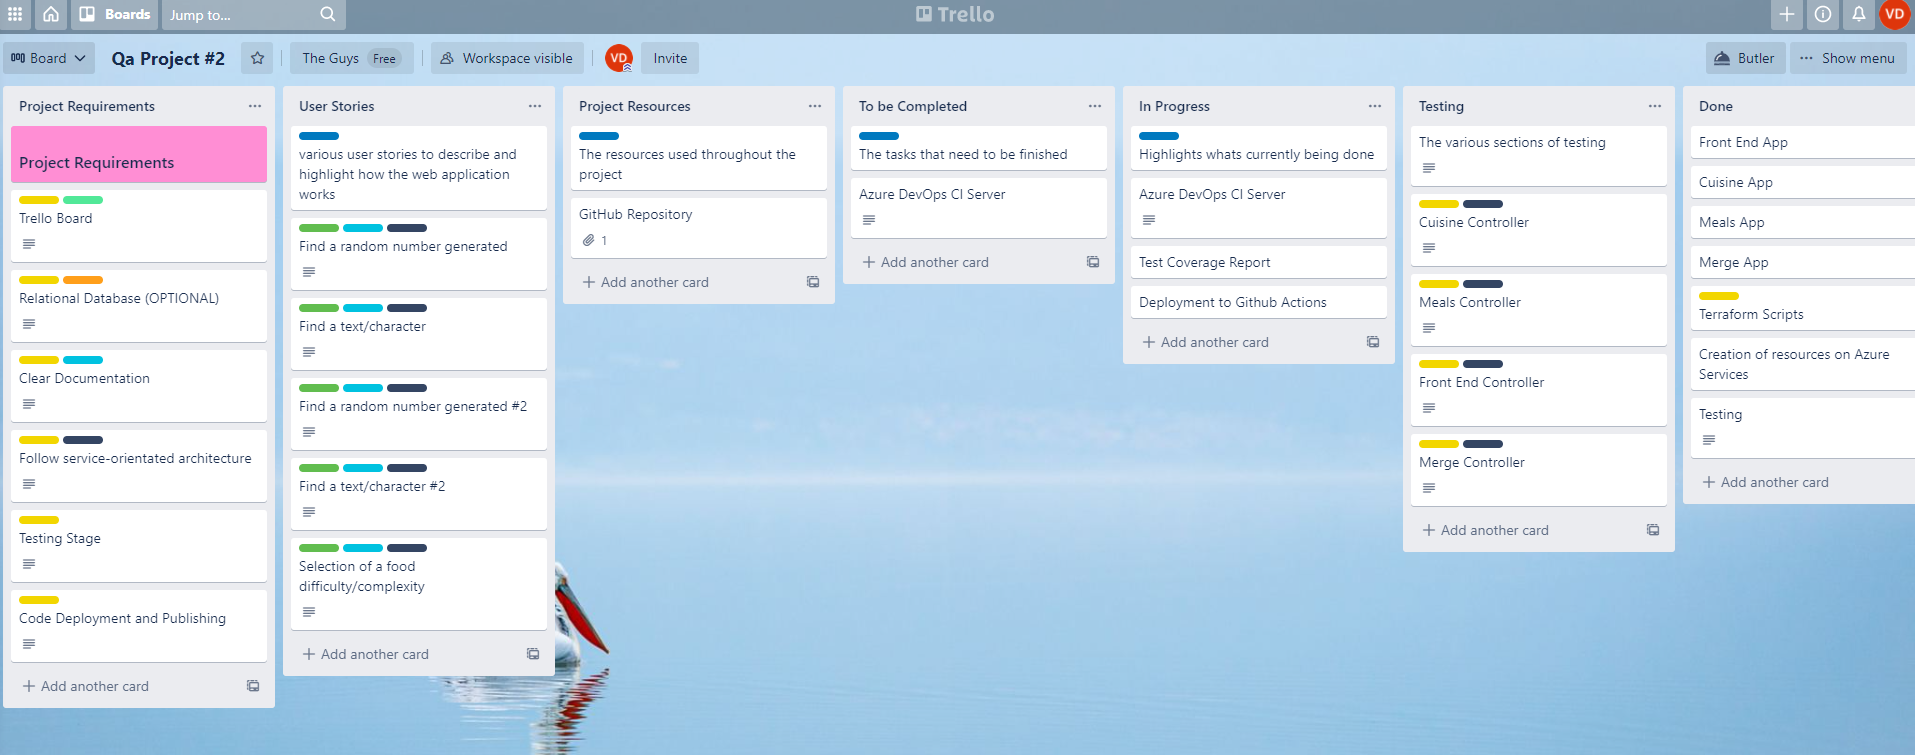 Boards
Jump to...
Trello
VD
Board
Qa Project #2
The Guys Free
Workspace visible
VD
Invite
Butler
Show menu
Project Requirements
Project Requirements
Trello Board
Relational Database (OPTIONAL)
Clear Documentation
Follow service-orientated architecture
Testing Stage
Code Deployment and Publishing
Add another card
User Stories
various user stories to describe and
highlight how the web application
works
Find a random number generated
Find a text/character
Find a random number generated #2
Find a text/character #2
Selection of a food
difficulty/complexity
Add another card
Project Resources
The resources used throughout the
project
GitHub Repository
1
Add another card
To be Completed
The tasks that need to be finished
Azure DevOps CI Server
Add another card
In Progress
Highlights whats currently being done
Azure DevOps CI Server
Test Coverage Report
Deployment to Github Actions
Add another card
Testing
The various sections of testing
Cuisine Controller
Meals Controller
Front End Controller
Merge Controller
Add another card
Done
Front End App
Cuisine App
Meals App
Merge App
Terraform Scripts
Creation of resources on Azure
Services
Testing
Add another card